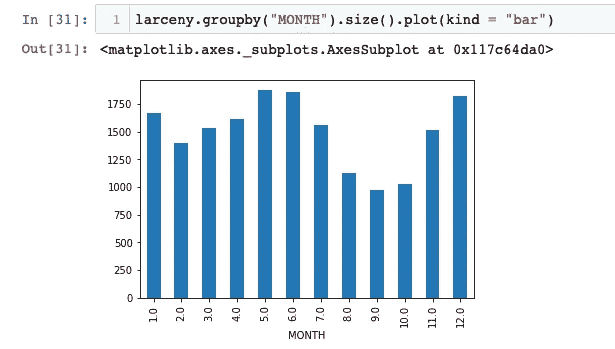 In [31]: 1 larceny.groupby("MONTH").size().plot(kind = "bar")
Out[31]: <matplotlib.axes._subplots.AxesSubplot at 0x117c64da0>
1750
1500
1250
1000
750
500
250
0
1.0 2.0 3.0 4.0 5.0 6.0 7.0 8.0 9.0 10.0 11.0 12.0
MONTH